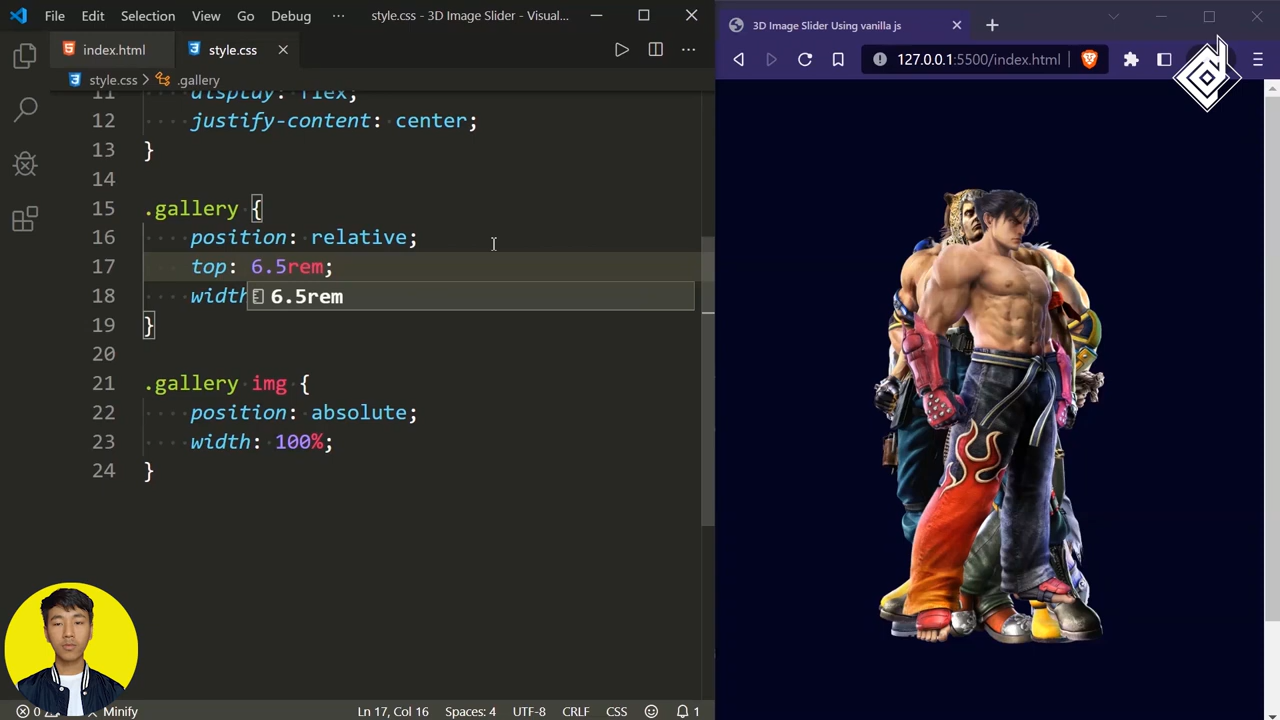 File Edit Selection View Go Debug ··· style.css - 3D Image Slider - Visual...
index.html style.css
style.css > .gallery
11 display: flex;
12 justify-content: center;
13 }
14
15 .gallery {
16 position: relative;
17 top: 6.5rem;
18 width 6.5rem
19 }
20
21 .gallery img {
22 position: absolute;
23 width: 100%;
24 }
0 Minify Ln 17, Col 16 Spaces: 4 UTF-8 CRLF CSS 1
3D Image Slider Using vanilla js
127.0.0.1:5500/index.html